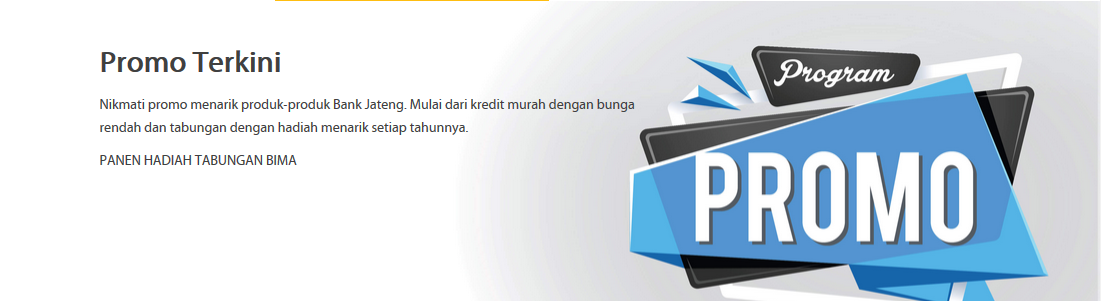 Promo Terkini
Nikmati promo menarik produk-produk Bank Jateng. Mulai dari kredit murah dengan bunga
rendah dan tabungan dengan hadiah menarik setiap tahunnya.
PANEN HADIAH TABUNGAN BIMA
Program
PROMO